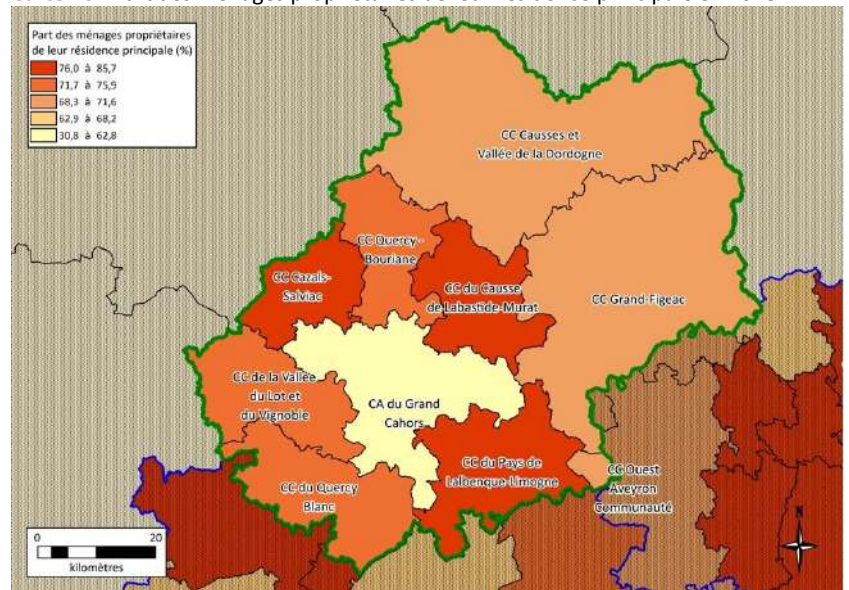 Part des ménages propriétaires
de leur résidence principale (%)
76,0 à 85,7
71,7 à 75,9
68,3 à 71,6
62,9 à 68,2
30,8 à 62,8
CC Causses et
Vallée de la Dordogne
CC Quercy -
Bouriane
CC Cazals-
Salviac
CC du Causse
de Labastide-Murat
CC Grand-Figeac
CC de la Vallée
du Lot et
du Vignoble
CA du Grand
Cahors
CC du Pays de
Lalbenque-Limogne
CC du Quercy
Blanc
CC Ouest
Aveyron
Communauté
N
0 20
kilomètres